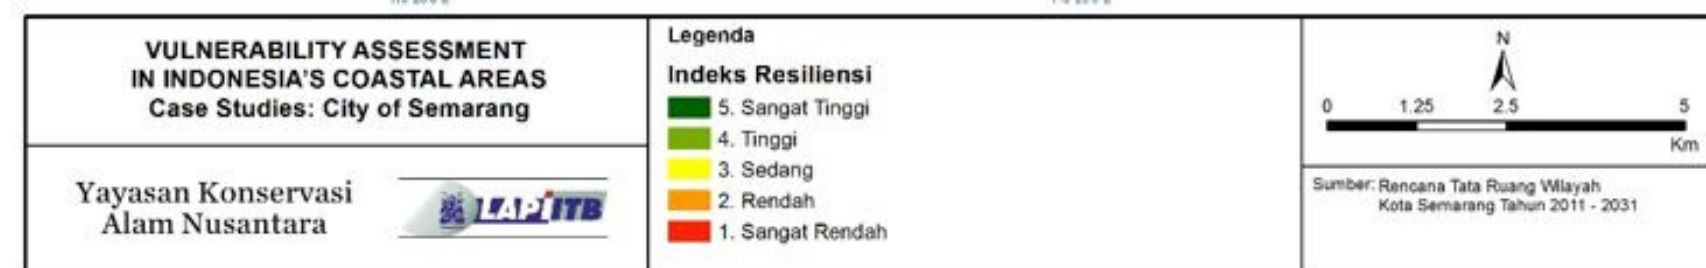 VULNERABILITY ASSESSMENT
IN INDONESIA'S COASTAL AREAS
Case Studies: City of Semarang
Yayasan Konservasi
Alam Nusantara
LAPI ITB
Legenda
Indeks Resiliensi
5. Sangat Tinggi
4. Tinggi
3. Sedang
2. Rendah
1. Sangat Rendah
N
0 1.25 2.5 5
Km
Sumber: Rencana Tata Ruang Wilayah
Kota Semarang Tahun 2011 - 2031